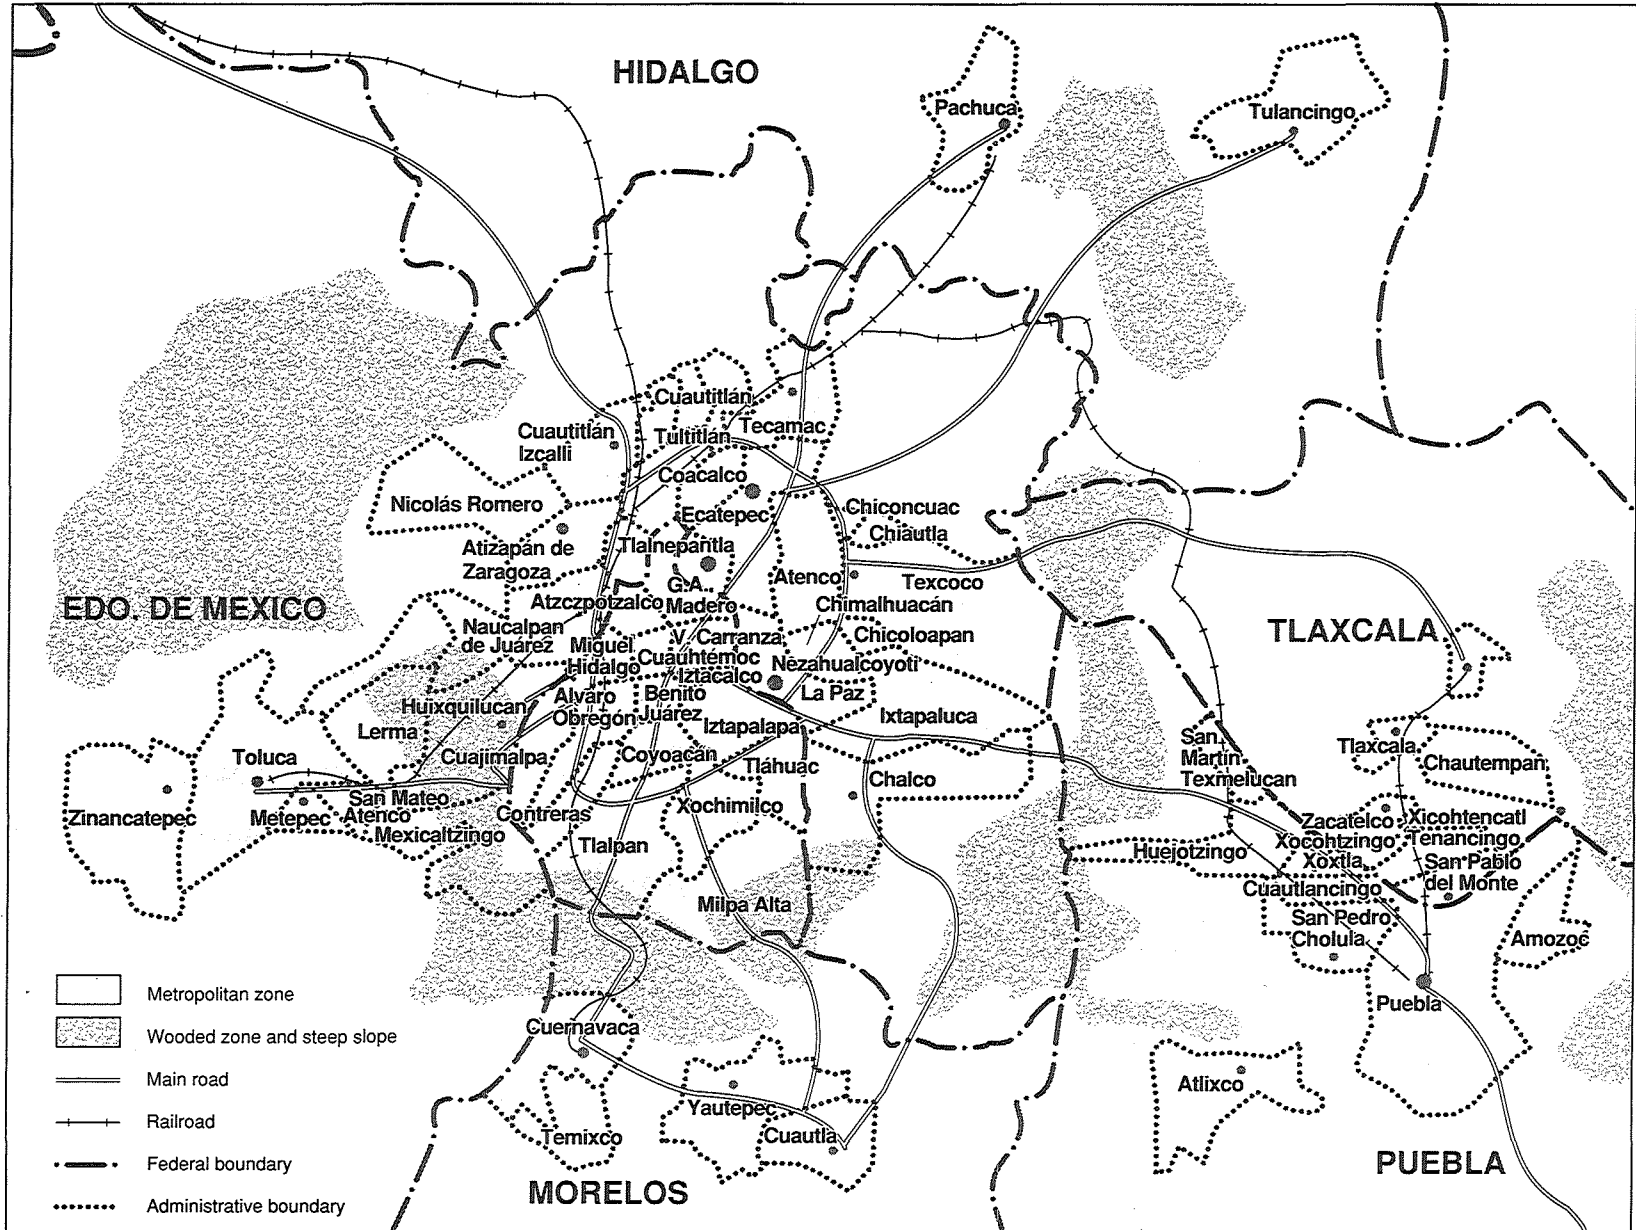 HIDALGO
Pachuca
Tulancingo
Cuautitlán
Cuautitlán
Izcalli
Tultitlán
Tecamac
Coacalco
Nicolás Romero
Ecatepec
Chiconcuac
Chiautla
Atizapán de
Zaragoza
Tlalnepantla
Atenco
Texcoco
G.A.
Madero
EDO. DE MEXICO
Atzczpotzalco
Chimalhuacán
TLAXCALA
Naucalpan
de Juárez
Miguel
Hidalgo
V. Carranza
Chicoloapan
Cuauhtémoc
Iztacalco
Nezahualcoyotl
La Paz
Huixquilucan
Alvaro
Obregón
Benito
Juárez
Iztapalapa
Ixtapaluca
Lerma
Cuajimalpa
Coyoacán
Tláhuac
Chalco
San
Martin
Texmelucan
Tlaxcala
Chautempan
Toluca
Zinancatepec
Metepec
San Mateo
Atenco
Mexicaltzingo
Contreras
Xochimilco
Tlalpan
Zacatelco
Xocohtzingo
Xoxtla
Xicohtencatl
Tenancingo
San Pablo
del Monte
Huejotzingo
Cuautlancingo
Milpa Alta
San Pedro
Cholula
Amozoc
Puebla
Cuernavaca
Atlixco
Yautepec
Cuautla
Temixco
MORELOS
PUEBLA
Metropolitan zone
Wooded zone and steep slope
Main road
Railroad
Federal boundary
Administrative boundary